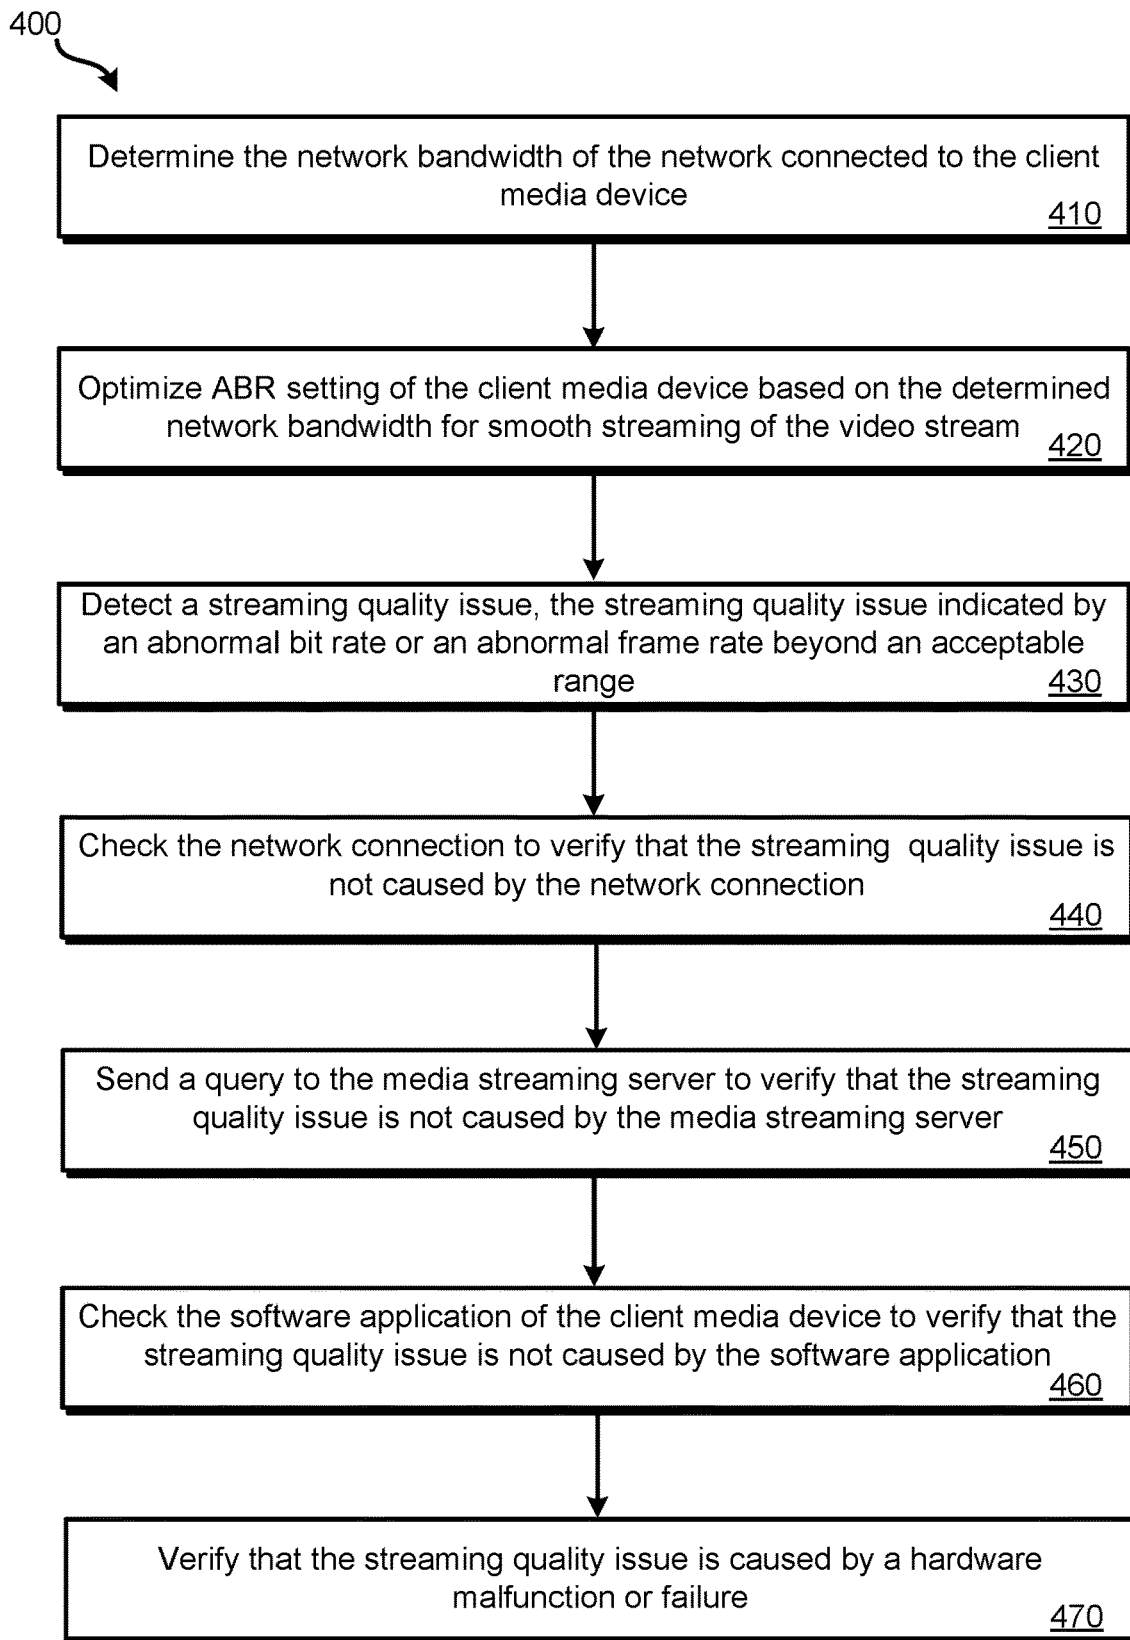 400
Determine the network bandwidth of the network connected to the client
media device
410
Optimize ABR setting of the client media device based on the determined
network bandwidth for smooth streaming of the video stream
420
Detect a streaming quality issue, the streaming quality issue indicated by
an abnormal bit rate or an abnormal frame rate beyond an acceptable
range
430
Check the network connection to verify that the streaming  quality issue is
not caused by the network connection
440
Send a query to the media streaming server to verify that the streaming
quality issue is not caused by the media streaming server
450
Check the software application of the client media device to verify that the
streaming quality issue is not caused by the software application
460
Verify that the streaming quality issue is caused by a hardware
malfunction or failure
470